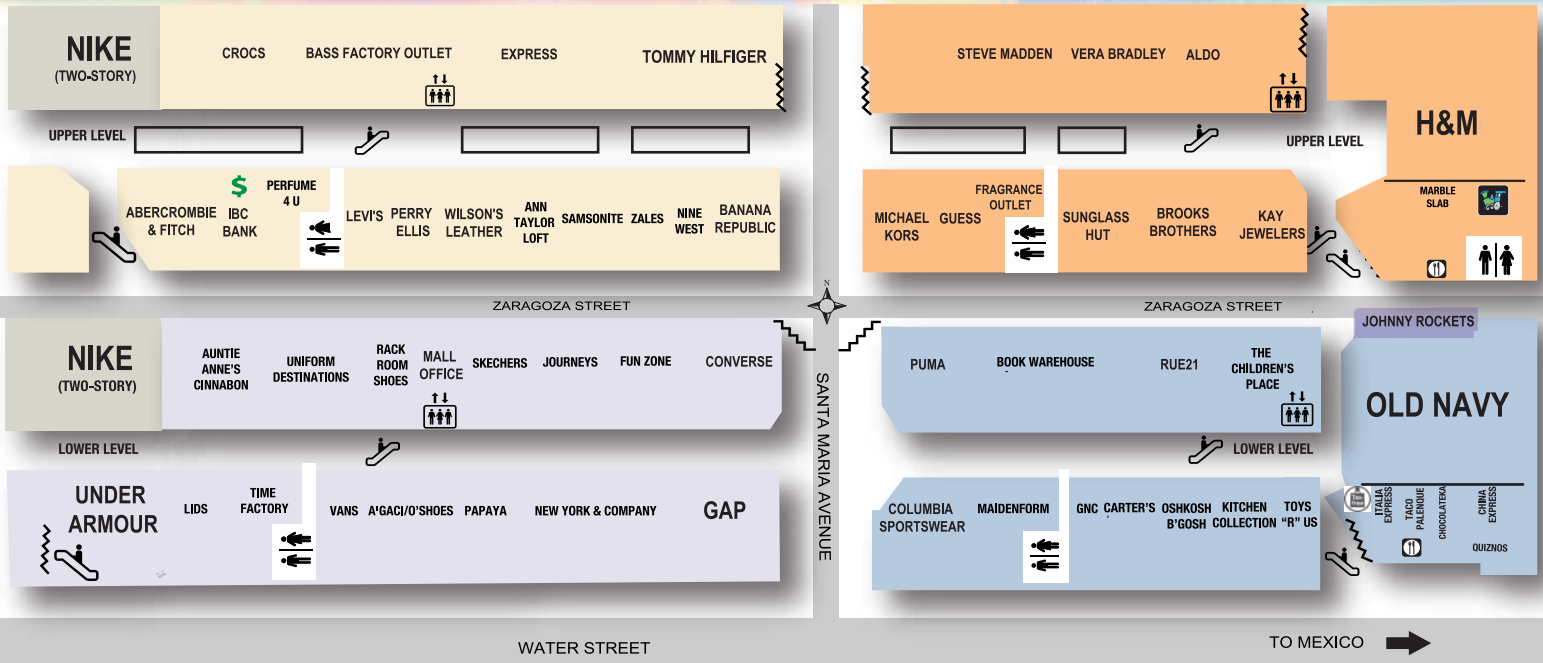 NIKE
(TWO-STORY)
CROCS
BASS FACTORY OUTLET
EXPRESS
TOMMY HILFIGER
STEVE MADDEN
VERA BRADLEY
ALDO
H&M
UPPER LEVEL
UPPER LEVEL
ABERCROMBIE
& FITCH
$
IBC
BANK
PERFUME
4 U
LEVI'S
PERRY
ELLIS
WILSON'S
LEATHER
ANN
TAYLOR
LOFT
SAMSONITE
ZALES
NINE
WEST
BANANA
REPUBLIC
MICHAEL
KORS
GUESS
FRAGRANCE
OUTLET
SUNGLASS
HUT
BROOKS
BROTHERS
KAY
JEWELERS
MARBLE
SLAB
ZARAGOZA STREET
N
ZARAGOZA STREET
NIKE
(TWO-STORY)
AUNTIE
ANNE'S
CINNABON
UNIFORM
DESTINATIONS
RACK
ROOM
SHOES
MALL
OFFICE
SKECHERS
JOURNEYS
FUN ZONE
CONVERSE
SANTA MARIA AVENUE
PUMA
BOOK WAREHOUSE
RUE21
THE
CHILDREN'S
PLACE
JOHNNY ROCKETS
OLD NAVY
LOWER LEVEL
LOWER LEVEL
UNDER
ARMOUR
LIDS
TIME
FACTORY
VANS
A'GACI/O'SHOES
PAPAYA
NEW YORK & COMPANY
GAP
COLUMBIA
SPORTSWEAR
MAIDENFORM
GNC
CARTER'S
OSHKOSH
B'GOSH
KITCHEN
COLLECTION
TOYS
"R" US
ITALIA
EXPRESS
TACO
PALENQUE
CHOCOLATEKA
CHINA
EXPRESS
QUIZNOS
WATER STREET
TO MEXICO